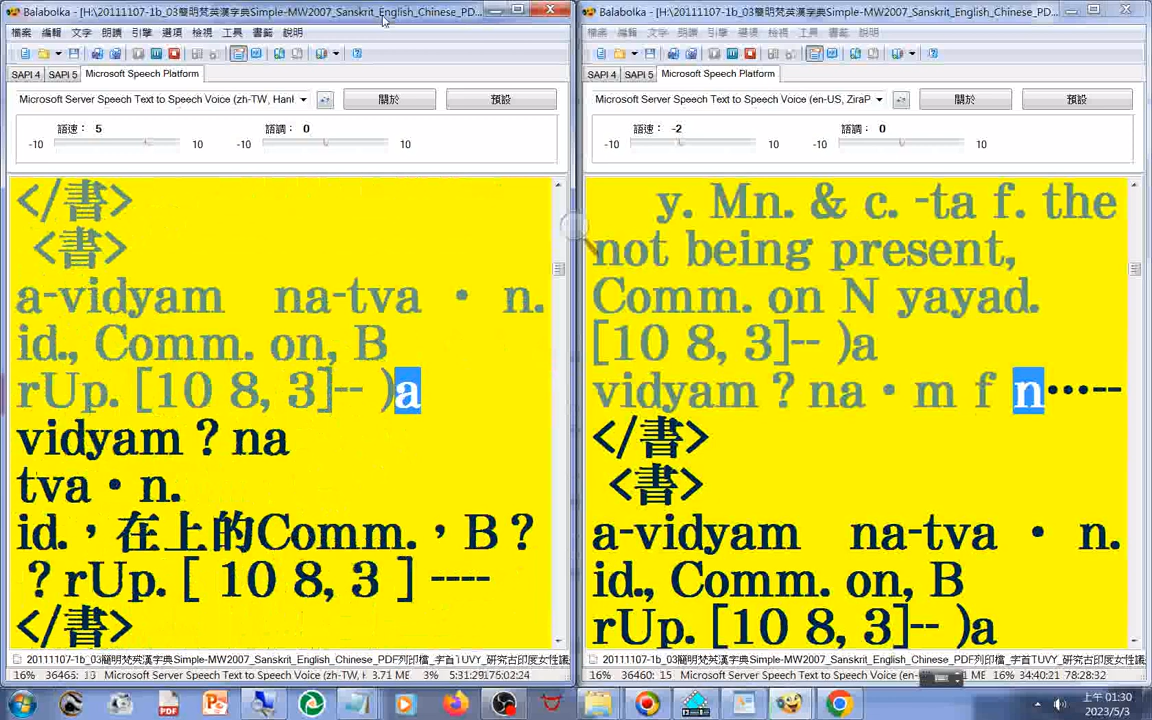 Balabolka - [H:\20111107-1b_03簡明梵英漢字典Simple-MW2007_Sanskrit_English_Chinese_PD...
檔案 編輯 文字 朗讀 引擎 選項 檢視 工具 書籤 說明
SAPI 4 SAPI 5 Microsoft Speech Platform
Microsoft Server Speech Text to Speech Voice (zh-TW, Hanl
關於 預設
語速: 5 語調: 0
-10 10 -10 10
</書>
<書>
a-vidyam na-tva • n.
id., Comm. on, B
rUp. [10 8, 3]-- )a
vidyam ? na
tva • n.
id.,在上的Comm.,B?
?rUp. [ 10 8, 3 ] ----
</書>
20111107-1b_03簡明梵英漢字典Simple-MW2007_Sanskrit_English_Chinese_PDF列印檔_字首TUVY_研究古印度女性議
16% 36465: 13 Microsoft Server Speech Text to Speech Voice (zh-TW, 3.71 ME 3% 5:31:29\175:02:24
Balabolka - [H:\20111107-1b_03簡明梵英漢字典Simple-MW2007_Sanskrit_English_Chinese_PD...
檔案 編輯 文字 朗讀 引擎 選項 檢視 工具 書籤 說明
SAPI 4 SAPI 5 Microsoft Speech Platform
Microsoft Server Speech Text to Speech Voice (en-US, ZiraP
關於 預設
語速: -2 語調: 0
-10 10 -10 10
y. Mn. & c. -ta f. the
not being present,
Comm. on N yayad.
[10 8, 3]-- )a
vidyam ? na • m f n•••--
</書>
<書>
a-vidyam na-tva • n.
id., Comm. on, B
rUp. [10 8, 3]-- )a
20111107-1b_03簡明梵英漢字典Simple-MW2007_Sanskrit_English_Chinese_PDF列印檔_字首TUVY_研究古印度女性議
16% 36460: 15 Microsoft Server Speech Text to Speech Voice (en- 16% 34:40:21 78:28:32
上午 01:30
2023/5/3